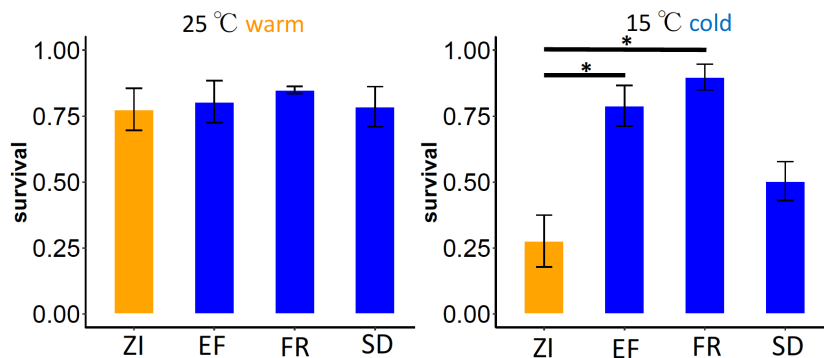 25 ℃ warm
survival
1.00
0.75
0.50
0.25
0.00
ZI EF FR SD
15 ℃ cold
survival
1.00
0.75
0.50
0.25
0.00
*
*
ZI EF FR SD